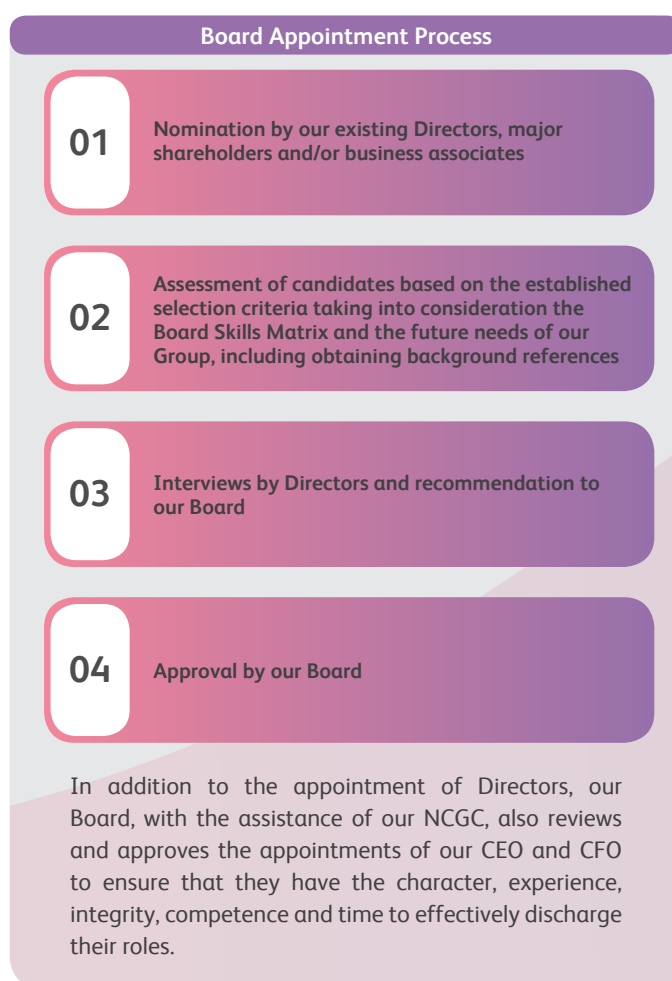 Board Appointment Process
01
Nomination by our existing Directors, major
shareholders and/or business associates
02
Assessment of candidates based on the established
selection criteria taking into consideration the
Board Skills Matrix and the future needs of our
Group, including obtaining background references
03
Interviews by Directors and recommendation to
our Board
04
Approval by our Board
In addition to the appointment of Directors, our
Board, with the assistance of our NCGC, also reviews
and approves the appointments of our CEO and CFO
to ensure that they have the character, experience,
integrity, competence and time to effectively discharge
their roles.